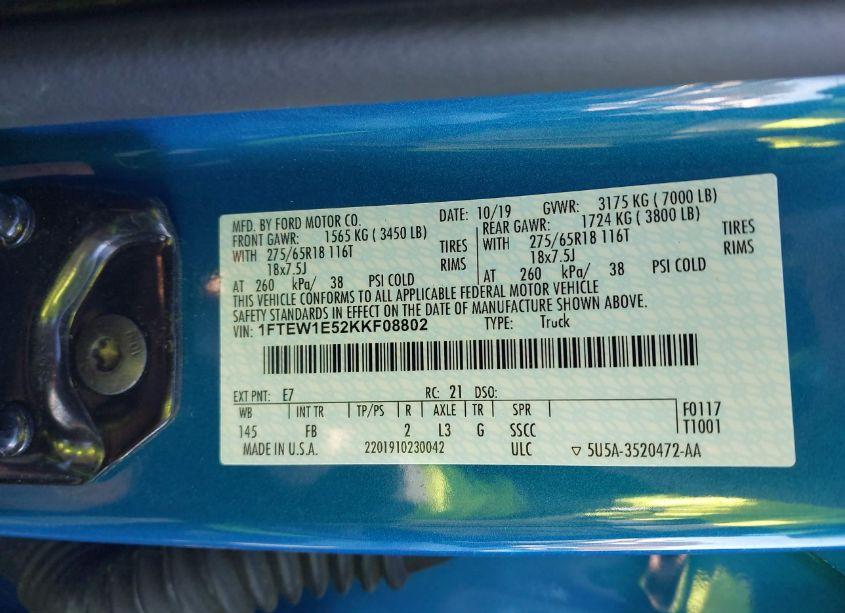 MFD. BY FORD MOTOR CO. DATE: 10/19 GVWR: 3175 KG ( 7000 LB)
FRONT GAWR: 1565 KG ( 3450 LB) REAR GAWR: 1724 KG ( 3800 LB)
WITH 275/65R18 116T TIRES WITH 275/65R18 116T TIRES
18x7.5J RIMS 18x7.5J RIMS
AT 260 kPa/ 38 PSI COLD AT 260 kPa/ 38 PSI COLD
THIS VEHICLE CONFORMS TO ALL APPLICABLE FEDERAL MOTOR VEHICLE
SAFETY STANDARDS IN EFFECT ON THE DATE OF MANUFACTURE SHOWN ABOVE.
VIN: 1FTEW1E52KKF08802 TYPE: Truck
EXT PNT: E7 RC: 21 DSO:
WB INT TR TP/PS R AXLE TR SPR F0117
145 FB 2 L3 G SSCC T1001
MADE IN U.S.A. 2201910230042 ULC ▽ 5U5A-3520472-AA